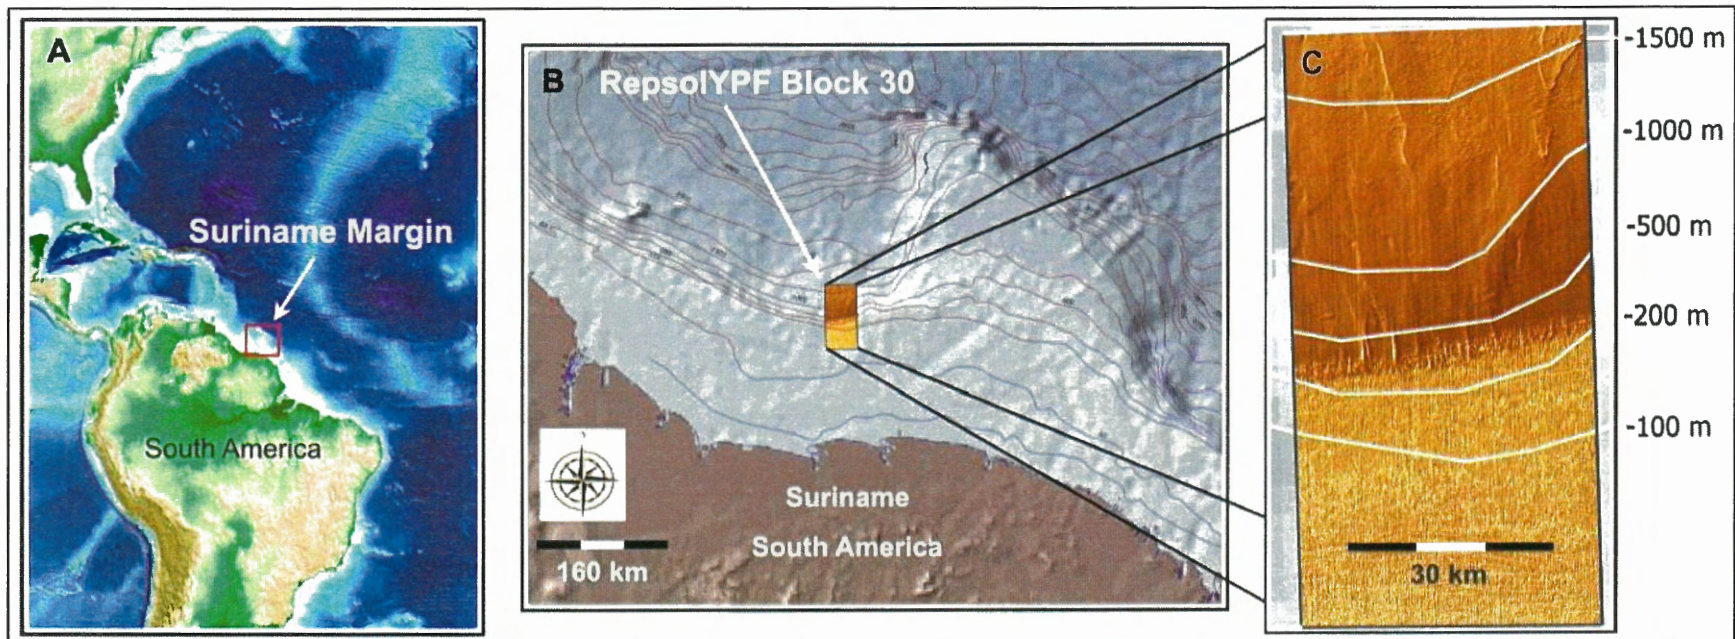 A
Suriname Margin
South America
B
RepsolYPF Block 30
Suriname
South America
160 km
C
-1500 m
-1000 m
-500 m
-200 m
-100 m
30 km